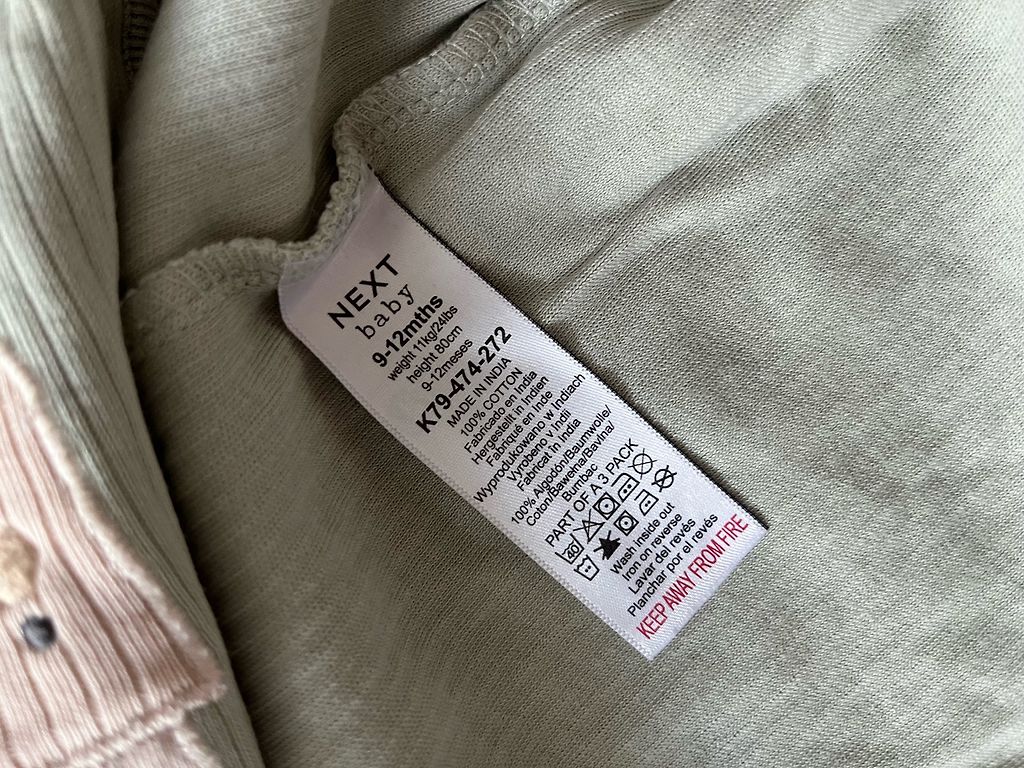 NEXT
baby
9-12mths
weight 11kg/24lbs
height 80cm
9-12meses
K79-474-272
MADE IN INDIA
100% COTTON
Fabricado en India
Hergestellt in Indien
Fabriqué en Inde
Wyprodukowano w Indiach
Vyrobeno v Indii
Fabricat in India
100% Algodón/Baumwolle/
Coton/Bawełna/Bavlna/
Bumbac
PART OF A 3 PACK
40
Wash inside out
Iron on reverse
Lavar del revés
Planchar por el revés
KEEP AWAY FROM FIRE